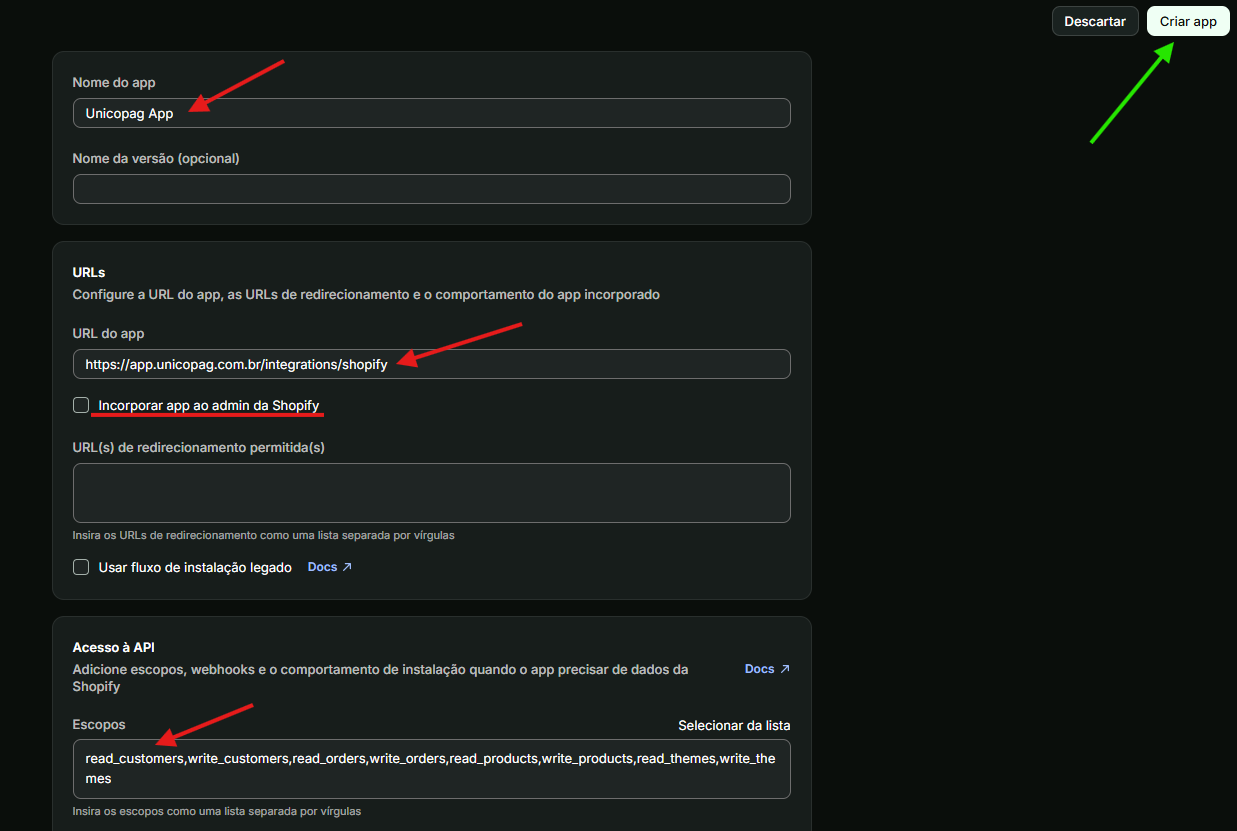 Descartar
Criar app
Nome do app
Unicopag App
Nome da versão (opcional)
URLs
Configure a URL do app, as URLs de redirecionamento e o comportamento do app incorporado
URL do app
https://app.unicopag.com.br/integrations/shopify
Incorporar app ao admin da Shopify
URL(s) de redirecionamento permitida(s)
Insira os URLs de redirecionamento como uma lista separada por vírgulas
Usar fluxo de instalação legado
Docs
Acesso à API
Adicione escopos, webhooks e o comportamento de instalação quando o app precisar de dados da
Shopify
Docs
Escopos
Selecionar da lista
read_customers,write_customers,read_orders,write_orders,read_products,write_products,read_themes,write_the
mes
Insira os escopos como uma lista separada por vírgulas